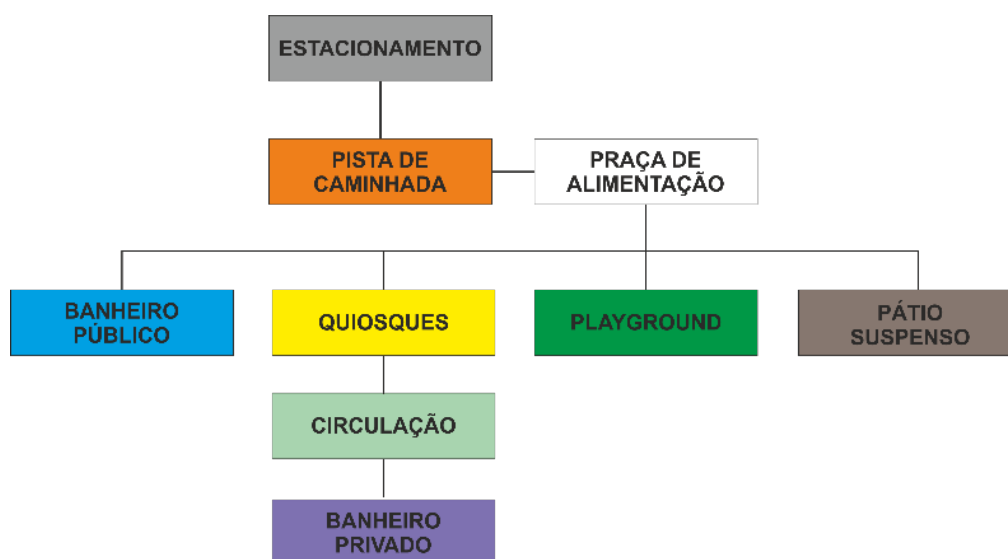 ESTACIONAMENTO
PISTA DE
CAMINHADA
PRAÇA DE
ALIMENTAÇÃO
BANHEIRO
PÚBLICO
QUIOSQUES
PLAYGROUND
PÁTIO
SUSPENSO
CIRCULAÇÃO
BANHEIRO
PRIVADO